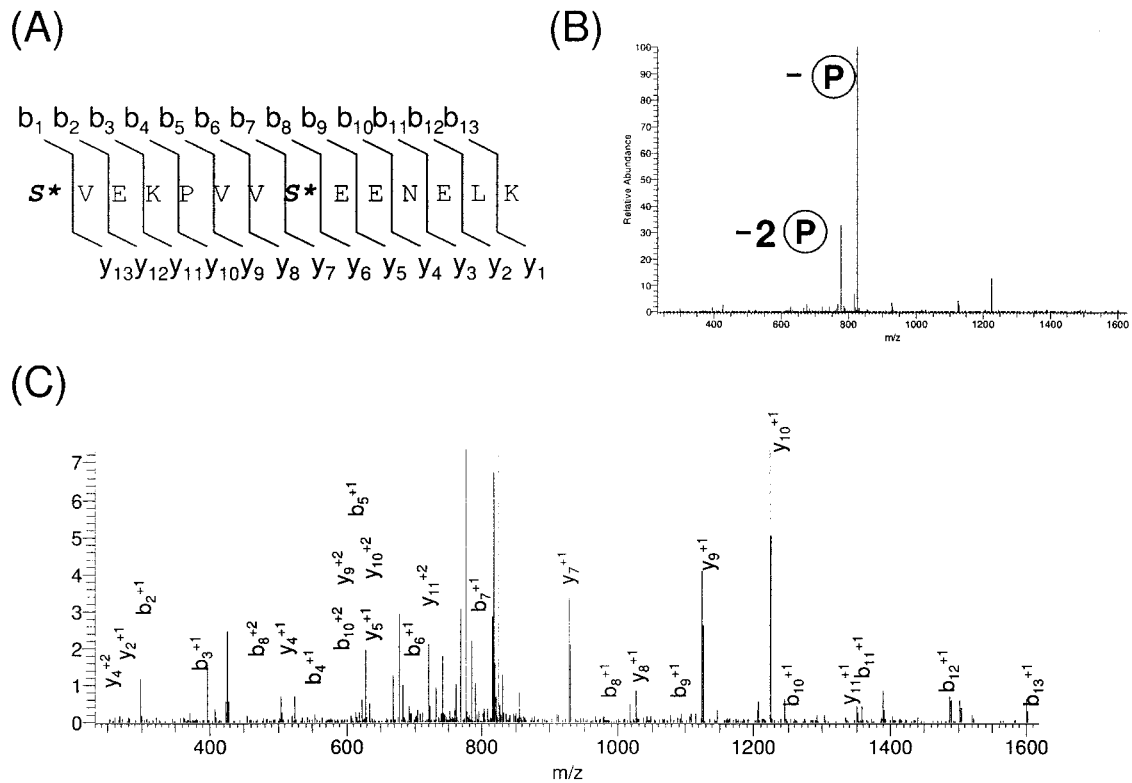 (A)
b1 b2 b3 b4 b5 b6 b7 b8 b9 b10 b11 b12 b13
S* V E K P V V S* E E N E L K
y13 y12 y11 y10 y9 y8 y7 y6 y5 y4 y3 y2 y1
(B)
Relative Abundance
100
90
80
70
60
50
40
30
20
10
0
- P
-2 P
400 600 800 1000 1200 1400 1600
m/z
(C)
7
6
5
4
3
2
1
0
y4+2
y2+1
b2+1
b3+1
b8+2
y4+1
b4+1
b10+2
y9+2
b5+1
y5+1
y10+2
b6+1
y11+2
b7+1
y7+1
b8+1
y8+1
b9+1
y9+1
y10+1
b10+1
y11+1
b11+1
b12+1
b13+1
400 600 800 1000 1200 1400 1600
m/z